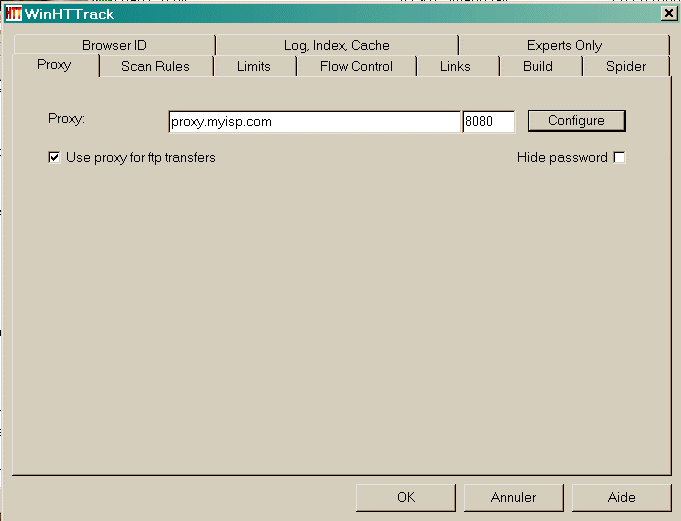 WinHTTrack
Browser ID
Log, Index, Cache
Experts Only
Proxy
Scan Rules
Limits
Flow Control
Links
Build
Spider
Proxy:
proxy.myisp.com
8080
Configure
Use proxy for ftp transfers
Hide password
OK
Annuler
Aide